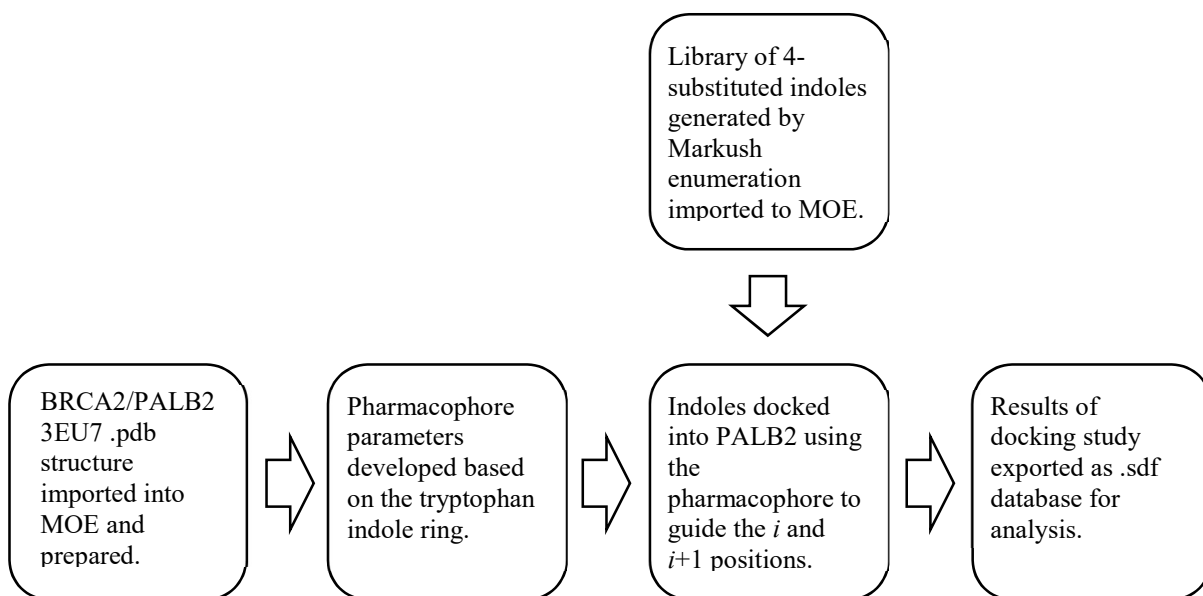 Library of 4-
substituted indoles
generated by
Markush
enumeration
imported to MOE.
BRCA2/PALB2
3EU7 .pdb
structure
imported into
MOE and
prepared.
Pharmacophore
parameters
developed based
on the tryptophan
indole ring.
Indoles docked
into PALB2 using
the
pharmacophore to
guide the i and
i+1 positions.
Results of
docking study
exported as .sdf
database for
analysis.